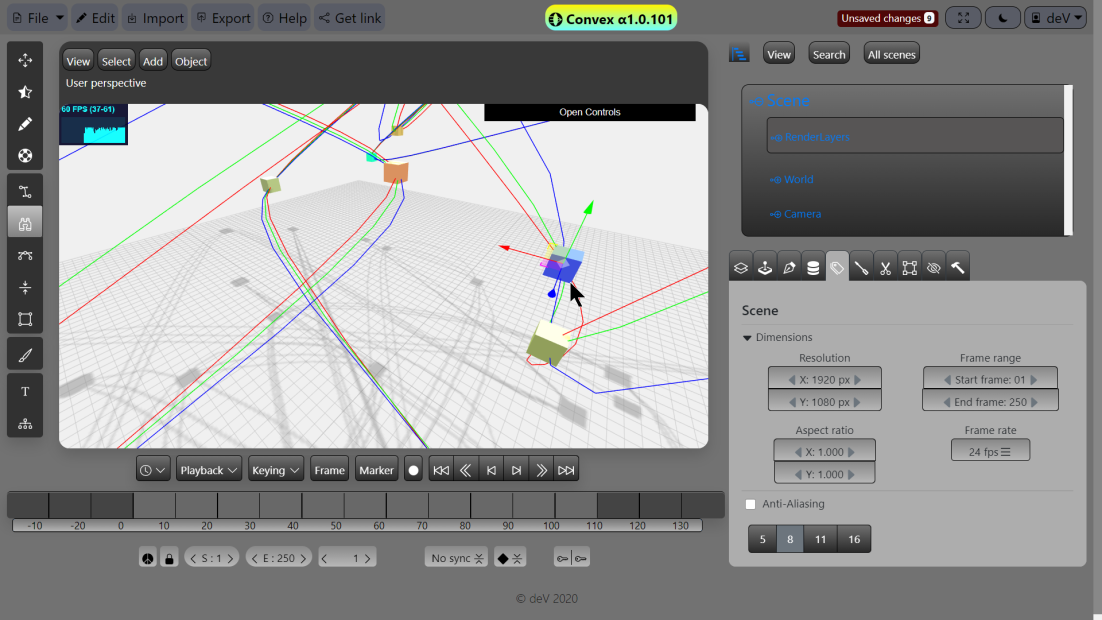 File Edit Import Export Help Get link Convex α1.0.101 Unsaved changes 9 deV
View Select Add Object
User perspective
60 FPS (37-61)
Open Controls
View Search All scenes
Scene
RenderLayers
World
Camera
Scene
Dimensions
Resolution Frame range
X: 1920 px Start frame: 01
Y: 1080 px End frame: 250
Aspect ratio Frame rate
X: 1.000 24 fps
Y: 1.000
Anti-Aliasing
5 8 11 16
T
Playback Keying Frame Marker
-10 -20 0 10 20 30 40 50 60 70 80 90 100 110 120 130
S : 1 E : 250 1 No sync
© deV 2020